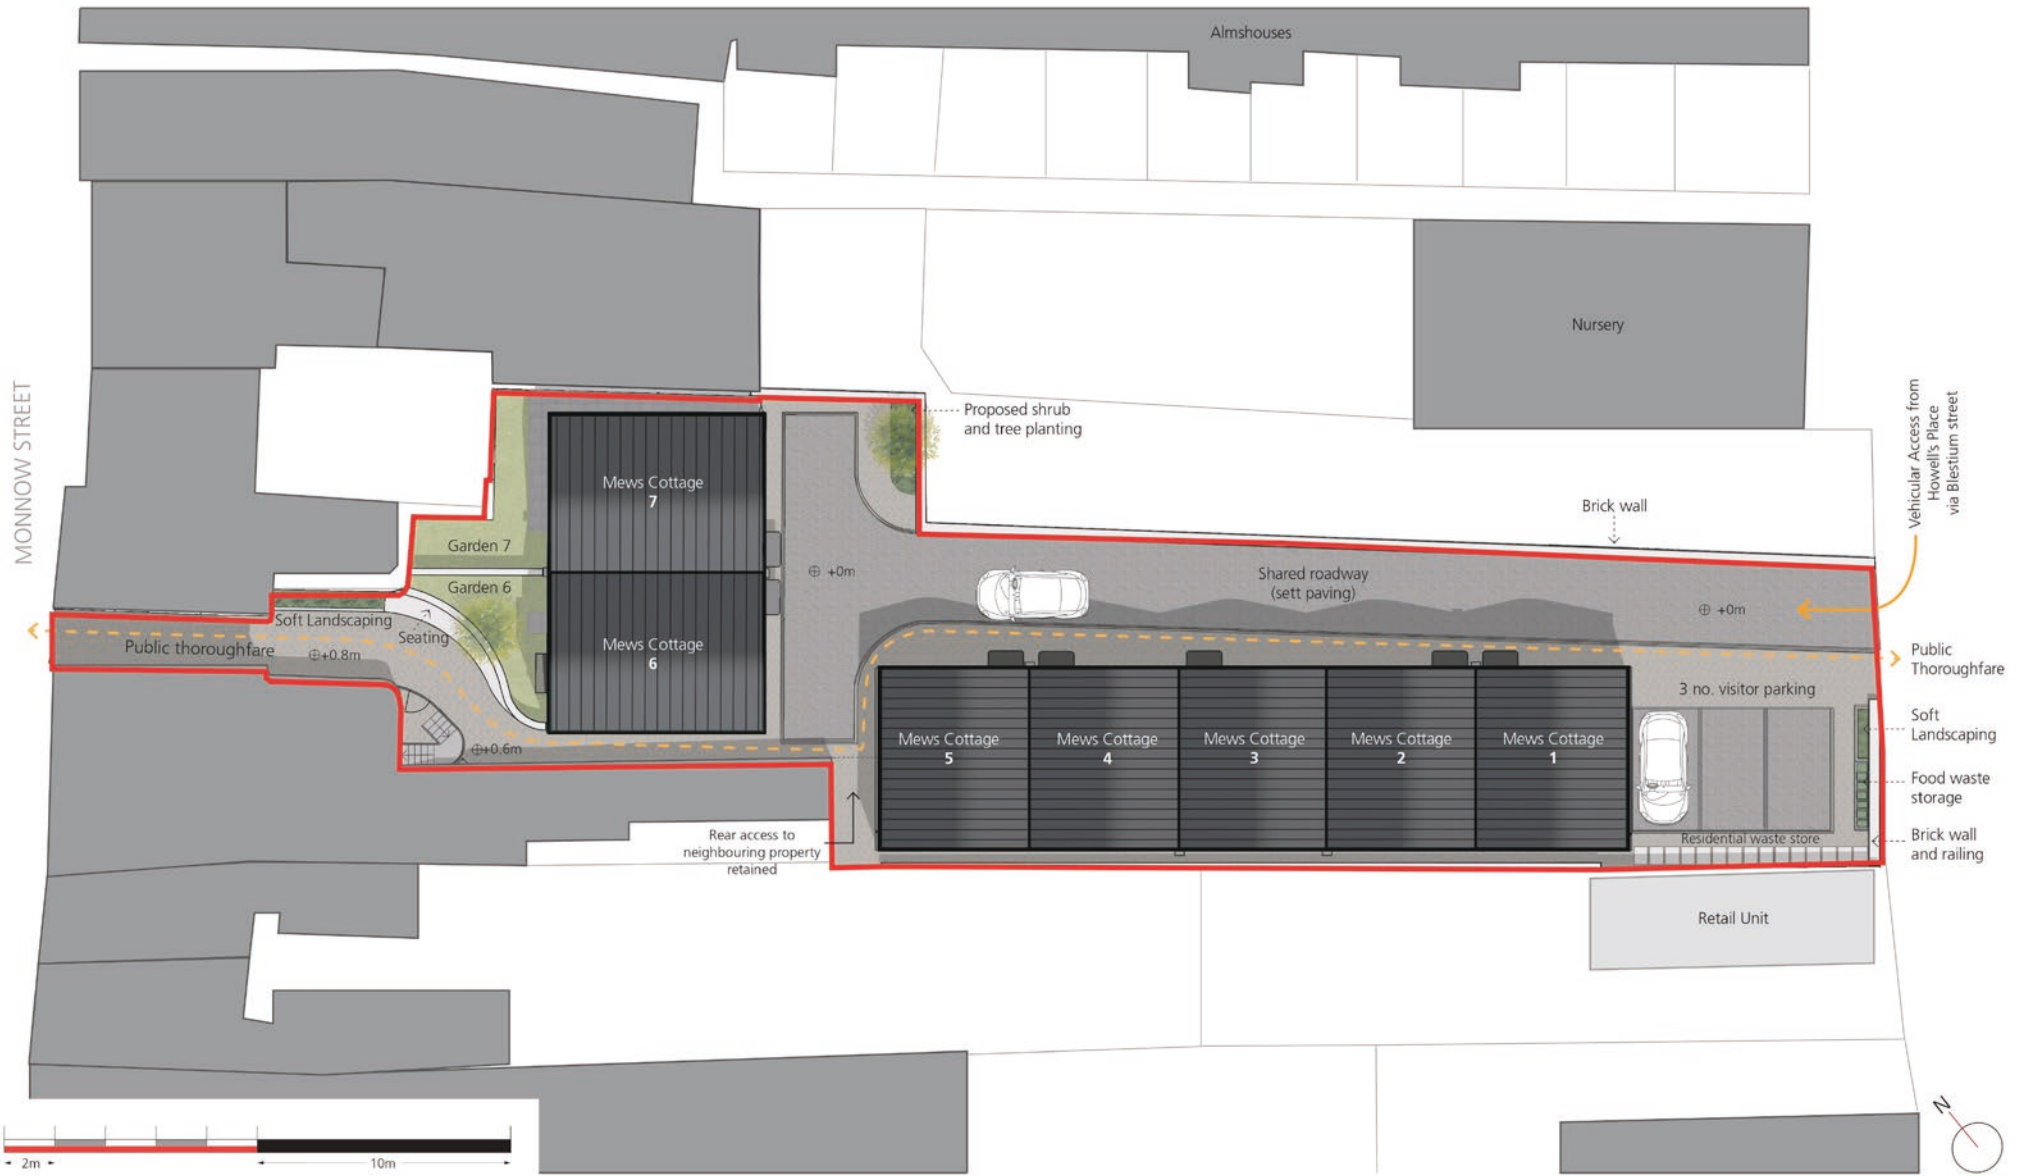 Almshouses
Nursery
MONNOW STREET
Vehicular Access from
Howell's Place
via Blestium street
Proposed shrub
and tree planting
Mews Cottage
7
Brick wall
Garden 7
+0m
Shared roadway
(sett paving)
Garden 6
+0m
Soft Landscaping
Seating
Public thoroughfare
+0.8m
Mews Cottage
6
Public
Thoroughfare
3 no. visitor parking
Soft
Landscaping
+0.6m
Mews Cottage
5
Mews Cottage
4
Mews Cottage
3
Mews Cottage
2
Mews Cottage
1
Food waste
storage
Rear access to
neighbouring property
retained
Residential waste store
Brick wall
and railing
Retail Unit
N
2m
10m